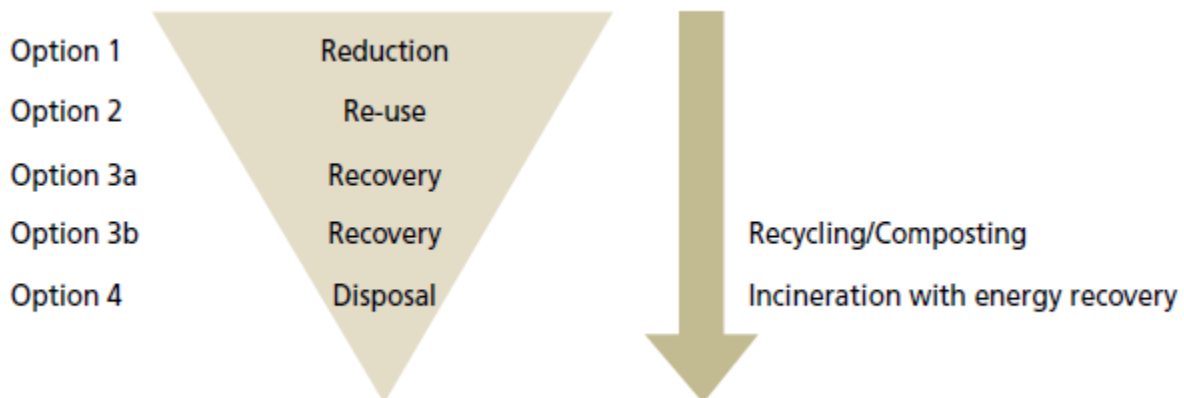 Option 1 Reduction
Option 2 Re-use
Option 3a Recovery
Option 3b Recovery Recycling/Composting
Option 4 Disposal Incineration with energy recovery